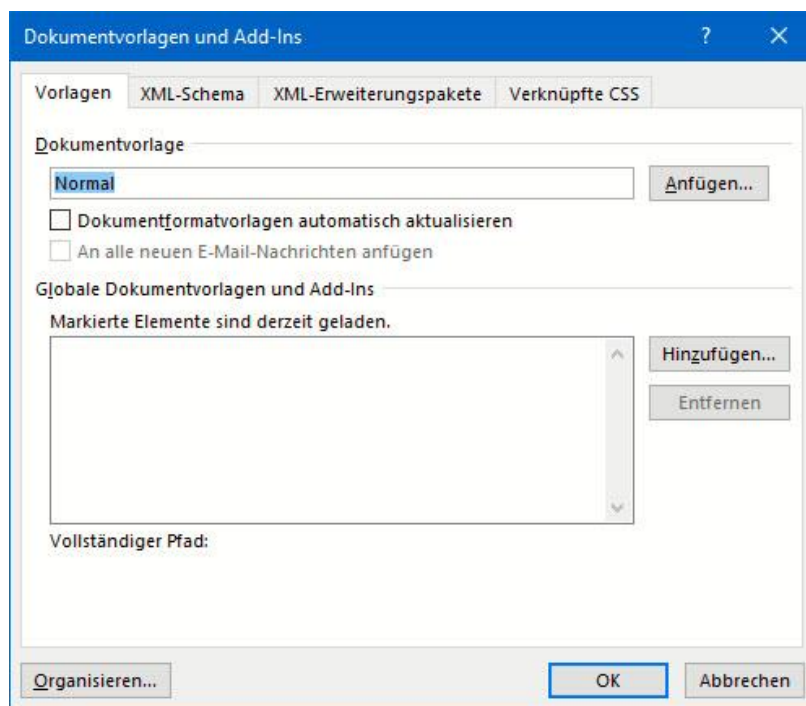 Dokumentvorlagen und Add-Ins ?
Vorlagen XML-Schema XML-Erweiterungspakete Verknüpfte CSS
Dokumentvorlage
Normal Anfügen...
Dokumentformatvorlagen automatisch aktualisieren
An alle neuen E-Mail-Nachrichten anfügen
Globale Dokumentvorlagen und Add-Ins
Markierte Elemente sind derzeit geladen.
Hinzufügen...
Entfernen
Vollständiger Pfad:
Organisieren... OK Abbrechen